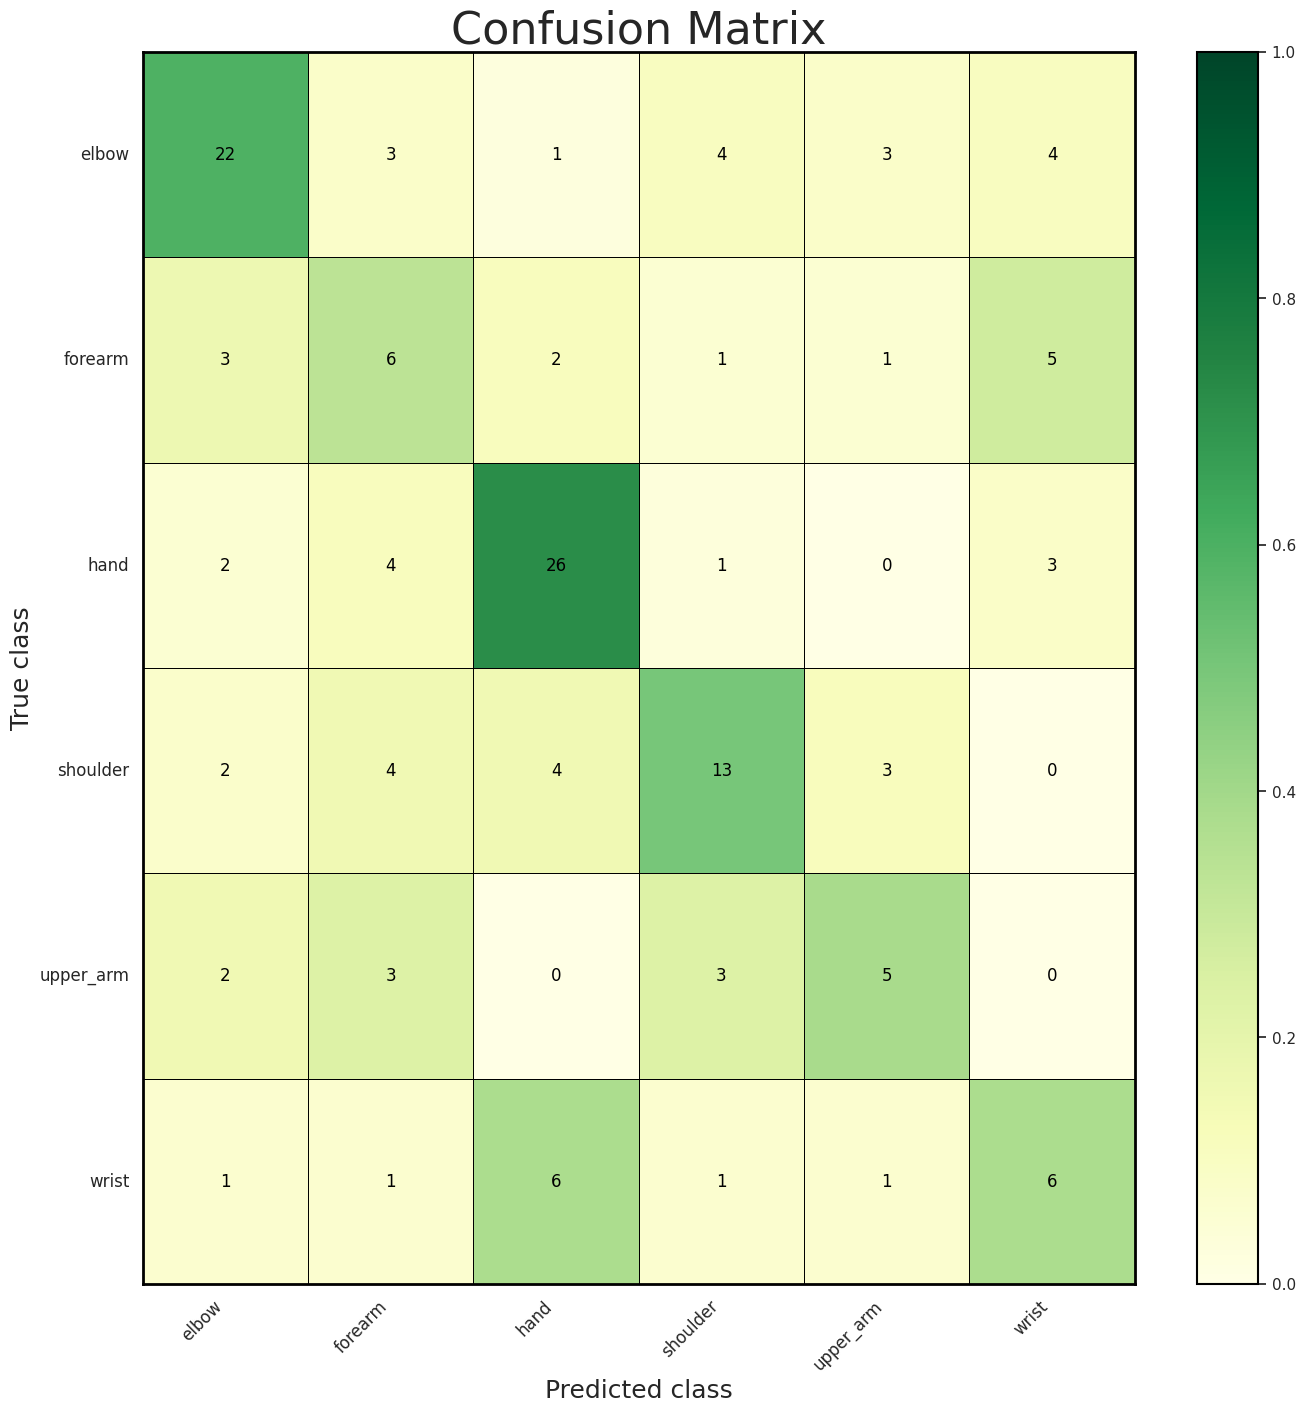 Confusion Matrix
1.0
elbow 22 3 1 4 3 4
0.8
forearm 3 6 2 1 1 5
0.6
hand 2 4 26 1 0 3
True class
shoulder 2 4 4 13 3 0
0.4
upper_arm 2 3 0 3 5 0
0.2
wrist 1 1 6 1 1 6
0.0
elbow forearm hand shoulder upper_arm wrist
Predicted class